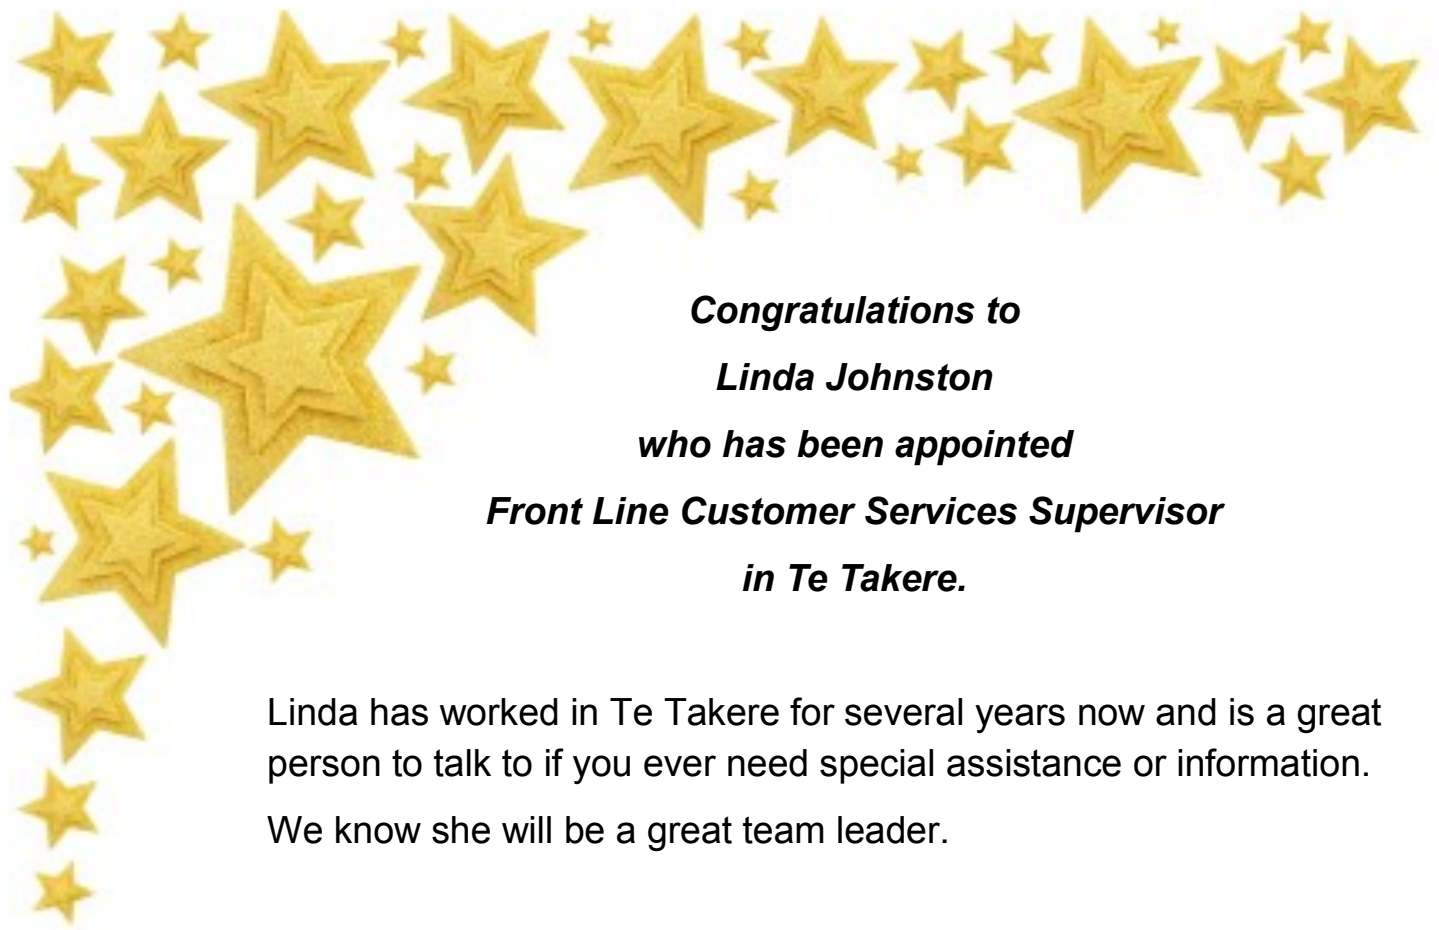 Congratulations to
Linda Johnston
who has been appointed
Front Line Customer Services Supervisor
in Te Takere.
Linda has worked in Te Takere for several years now and is a great
person to talk to if you ever need special assistance or information.
We know she will be a great team leader.